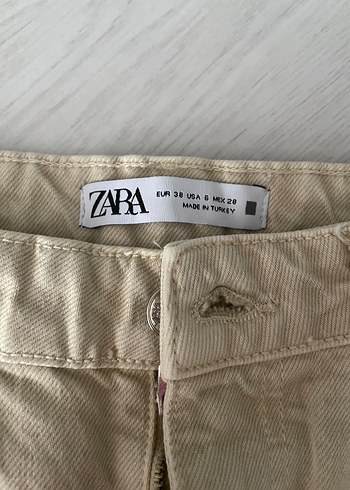 ZARA
EUR 38 USA 6 MEX 28
MADE IN TURKEY